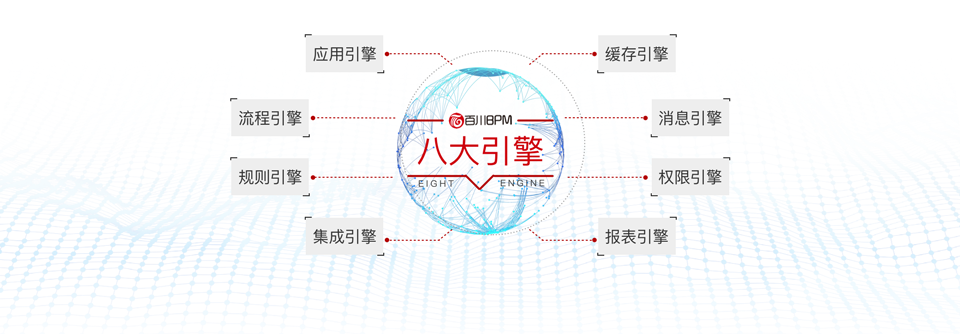 应用引擎
缓存引擎
流程引擎
百川BPM
消息引擎
八大引擎
规则引擎
EIGHT ENGINE
权限引擎
集成引擎
报表引擎